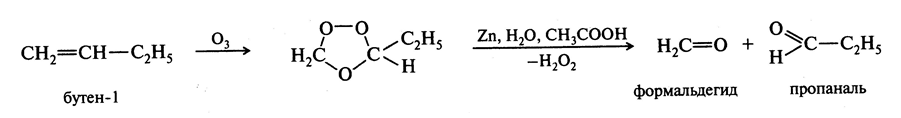 CH₂=CH—C₂H₅ O₃ H₂C O—O O C C₂H₅ H Zn, H₂O, CH₃COOH –H₂O₂ H₂C=O + O H C—C₂H₅
бутен-1 формальдегид пропаналь